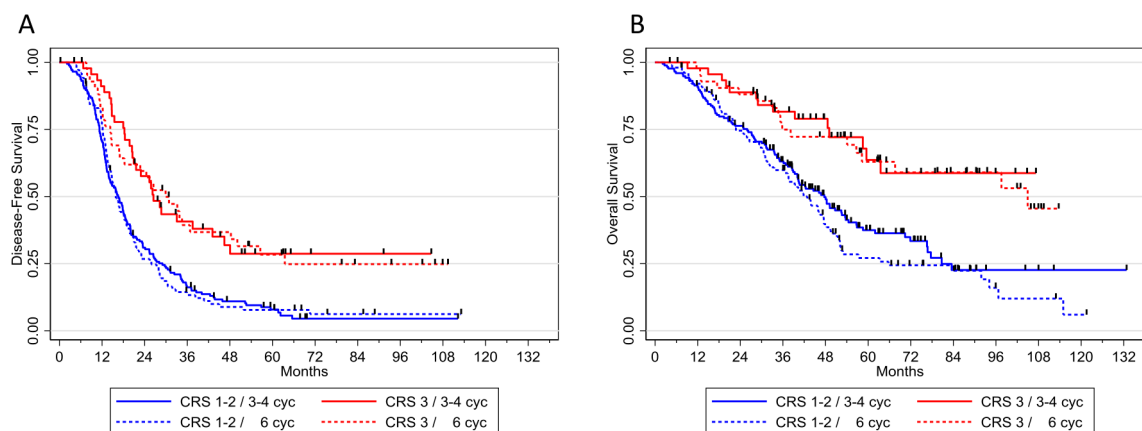 A
Disease-Free Survival
1.00
0.75
0.50
0.25
0.00
0 12 24 36 48 60 72 84 96 108 120 132
Months
CRS 1-2 / 3-4 cyc CRS 3 / 3-4 cyc
CRS 1-2 / 6 cyc CRS 3 / 6 cyc
B
Overall Survival
1.00
0.75
0.50
0.25
0.00
0 12 24 36 48 60 72 84 96 108 120 132
Months
CRS 1-2 / 3-4 cyc CRS 3 / 3-4 cyc
CRS 1-2 / 6 cyc CRS 3 / 6 cyc